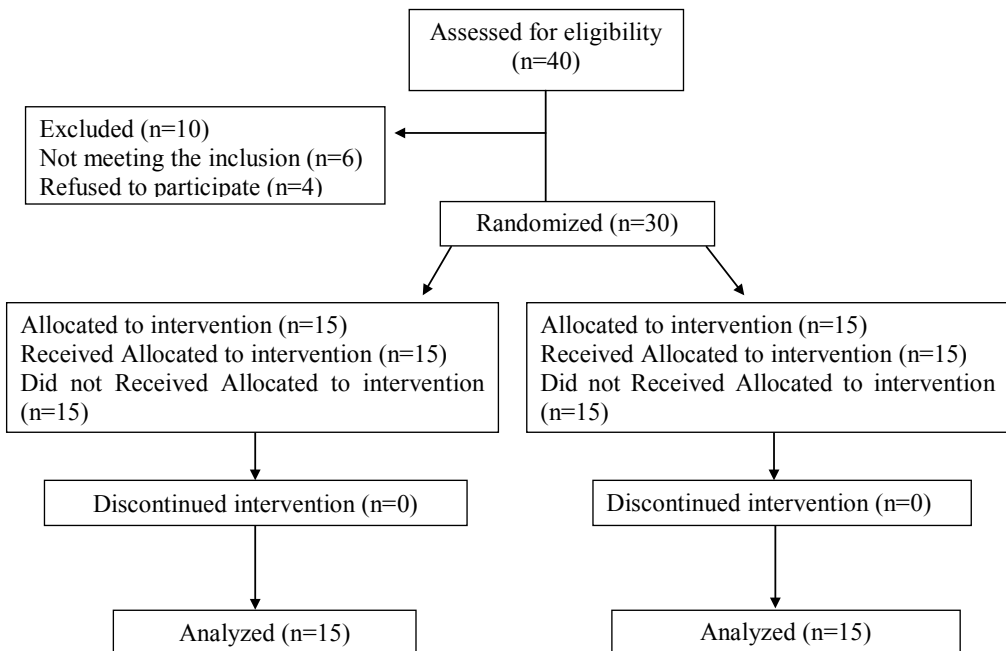 Assessed for eligibility
(n=40)
Excluded (n=10)
Not meeting the inclusion (n=6)
Refused to participate (n=4)
Randomized (n=30)
Allocated to intervention (n=15)
Received Allocated to intervention (n=15)
Did not Received Allocated to intervention
(n=15)
Allocated to intervention (n=15)
Received Allocated to intervention (n=15)
Did not Received Allocated to intervention
(n=15)
Discontinued intervention (n=0)
Discontinued intervention (n=0)
Analyzed (n=15)
Analyzed (n=15)